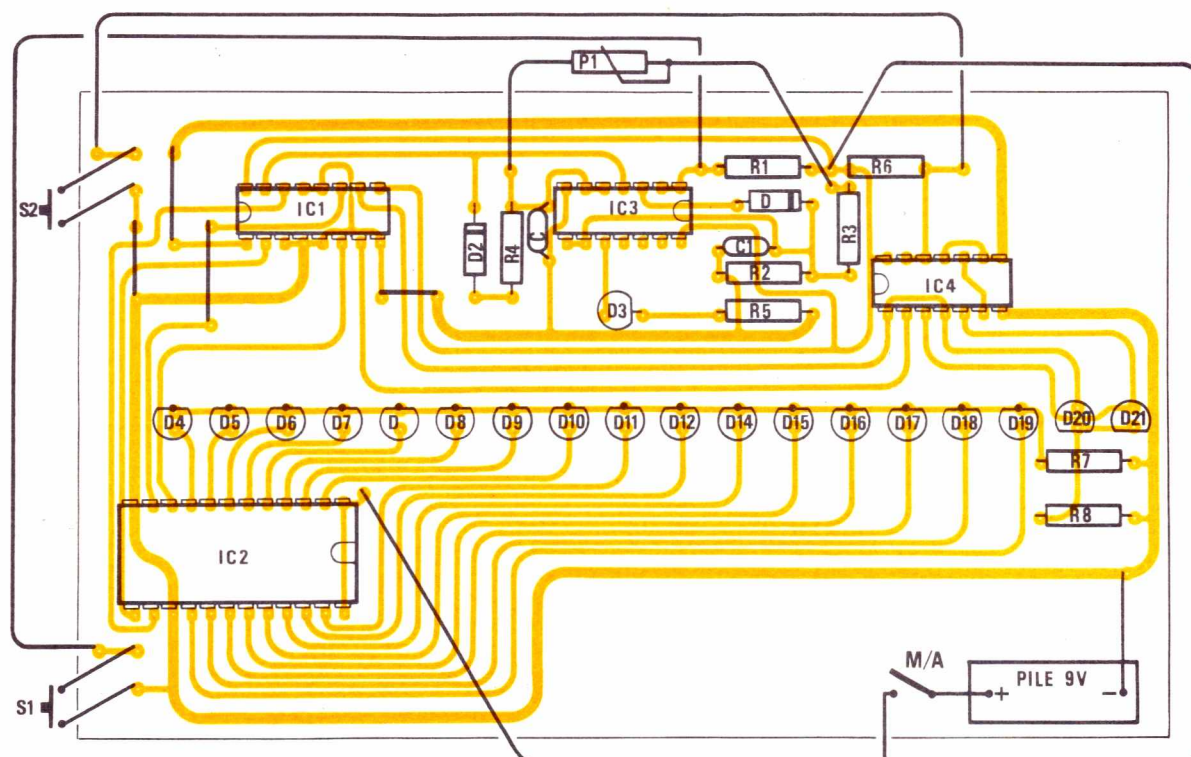 P1
R1
R6
S2
IC1
IC3
D
D2
R4
C
C1
R3
R2
IC4
D3
R5
D4 D5 D6 D7 D D8 D9 D10 D11 D12 D14 D15 D16 D17 D18 D19 D20 D21
R7
R8
IC2
S1
M/A
PILE 9V
+ −